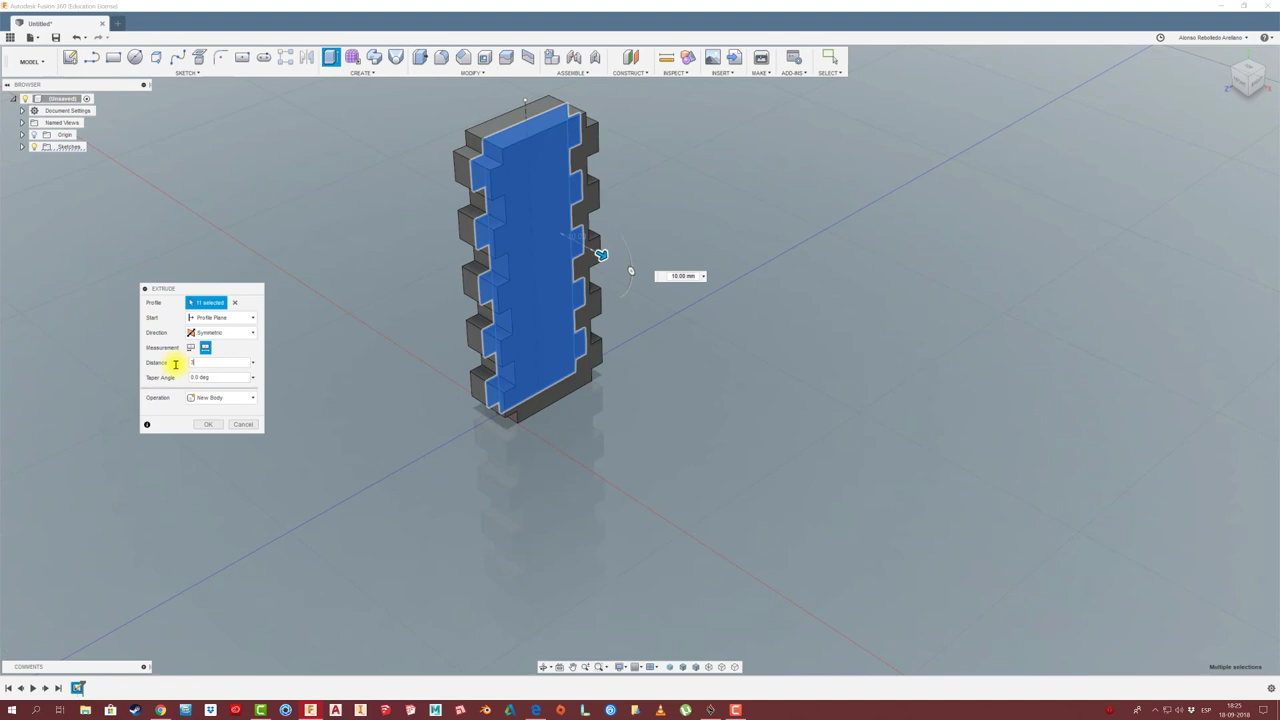 Autodesk Fusion 360 (Education License)
Untitled*
Alonso Rebolledo Arellano
MODEL
SKETCH
CREATE
MODIFY
ASSEMBLE
CONSTRUCT
INSPECT
INSERT
MAKE
ADD-INS
SELECT
BROWSER
(Unsaved)
Document Settings
Named Views
Origin
Sketches
TOP
Z
10.00 mm
EXTRUDE
Profile 11 selected
Start Profile Plane
Direction Symmetric
Measurement
Distance 3
Taper Angle 0.0 deg
Operation New Body
OK Cancel
COMMENTS
Multiple selections
ESP
18:25
18-09-2018